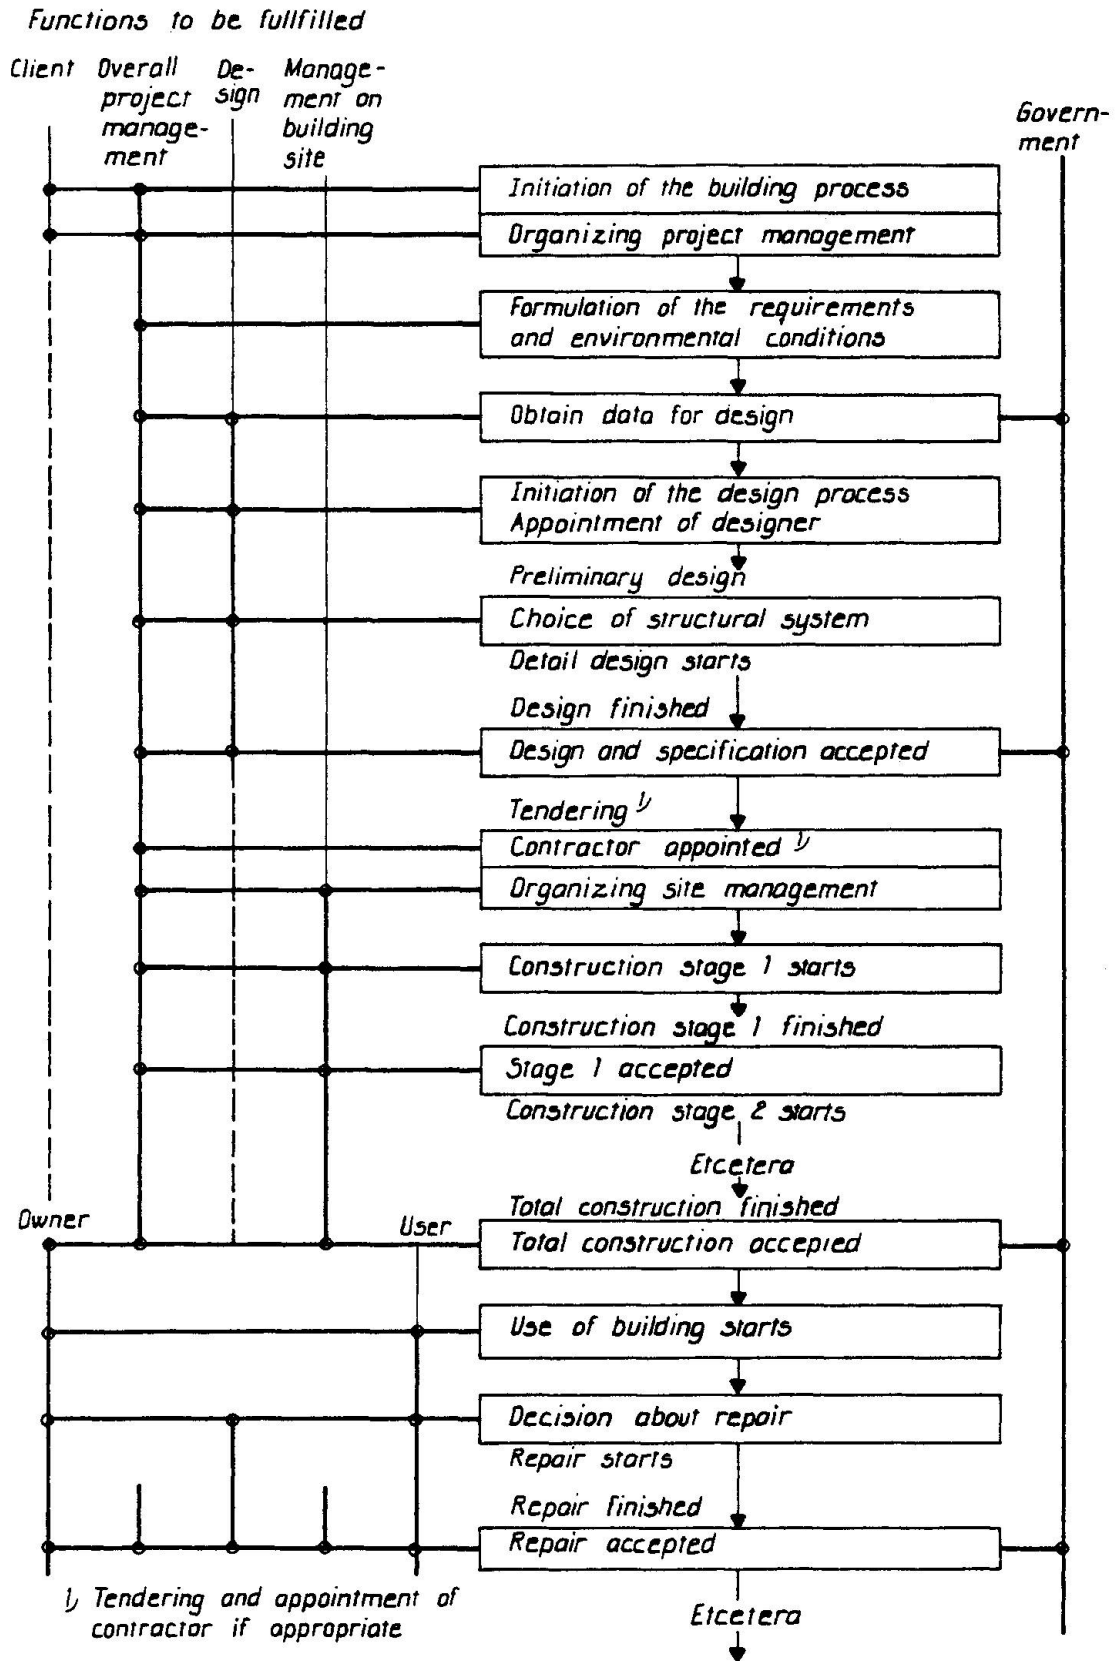 Functions to be fullfilled
Client
Overall
project
manage-
ment
De-
sign
Manage-
ment on
building
site
Govern-
ment
Initiation of the building process
Organizing project management
Formulation of the requirements
and environmental conditions
Obtain data for design
Initiation of the design process
Appointment of designer
Preliminary design
Choice of structural system
Detail design starts
Design finished
Design and specification accepted
Tendering 1)
Contractor appointed 1)
Organizing site management
Construction stage 1 starts
Construction stage 1 finished
Stage 1 accepted
Construction stage 2 starts
Etcetera
Total construction finished
Owner
User
Total construction accepted
Use of building starts
Decision about repair
Repair starts
Repair finished
Repair accepted
1) Tendering and appointment of
contractor if appropriate
Etcetera